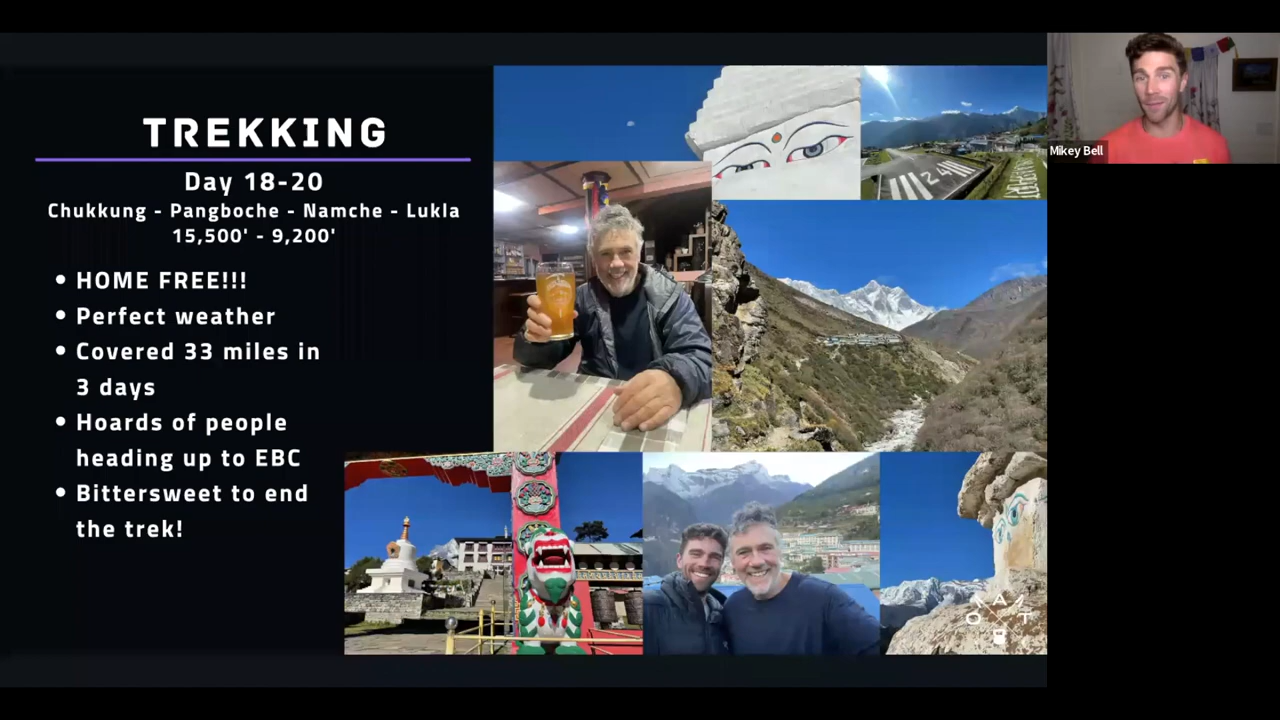 TREKKING
Day 18-20
Chukkung - Pangboche - Namche - Lukla
15,500' - 9,200'
• HOME FREE!!!
• Perfect weather
• Covered 33 miles in
3 days
• Hoards of people
heading up to EBC
• Bittersweet to end
the trek!
24
Mikey Bell